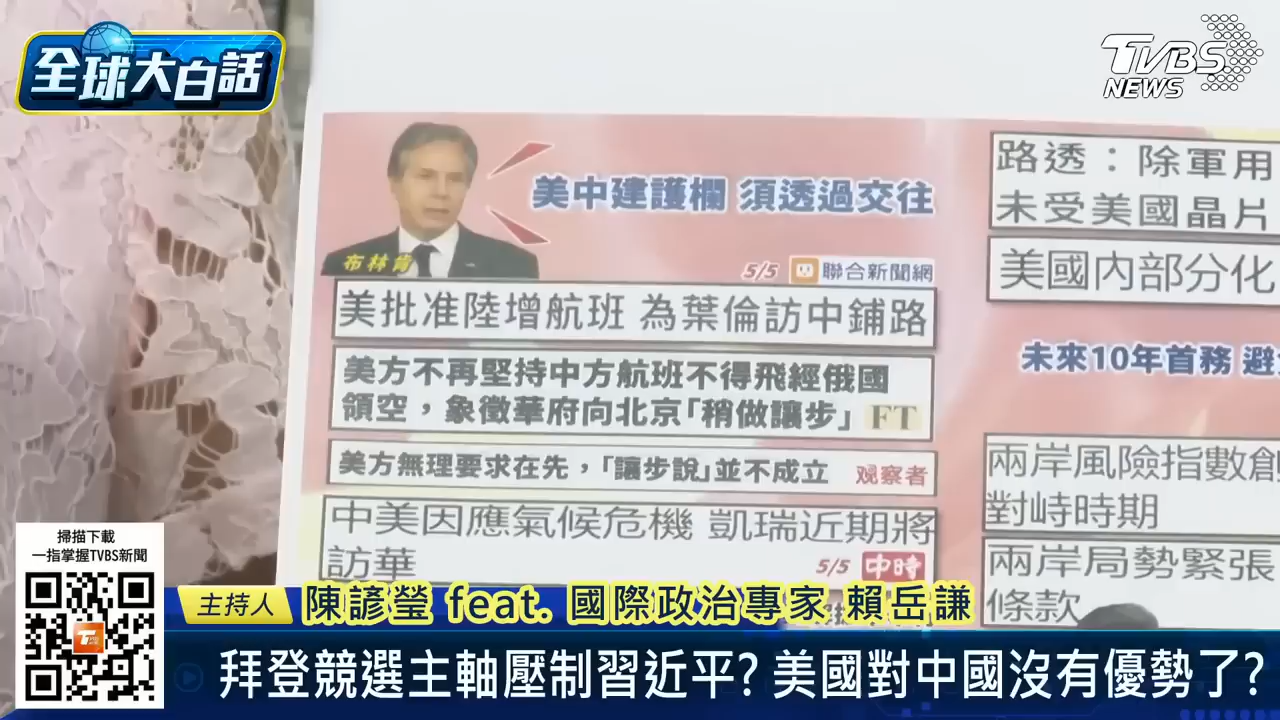 全球大白話
TVBS
NEWS
美中建護欄 須透過交往
布林肯
5/5 聯合新聞網
美批准陸增航班 為葉倫訪中鋪路
美方不再堅持中方航班不得飛經俄國
領空，象徵華府向北京「稍做讓步」 FT
美方無理要求在先，「讓步說」並不成立 观察者
中美因應氣候危機 凱瑞近期將
訪華
5/5 中時
路透：除軍用
未受美國晶片
美國內部分化
未來10年首務 避
兩岸風險指數創
對峙時期
兩岸局勢緊張
條款
掃描下載
一指掌握TVBS新聞
主持人 陳諺瑩 feat. 國際政治專家 賴岳謙
拜登競選主軸壓制習近平? 美國對中國沒有優勢了?